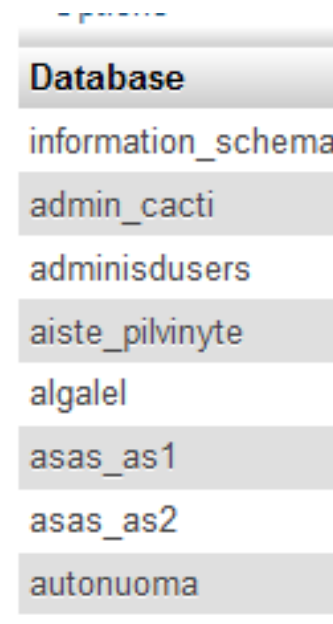 Database
information_schema
admin_cacti
adminisdusers
aiste_pilvinyte
algalel
asas_as1
asas_as2
autonuoma